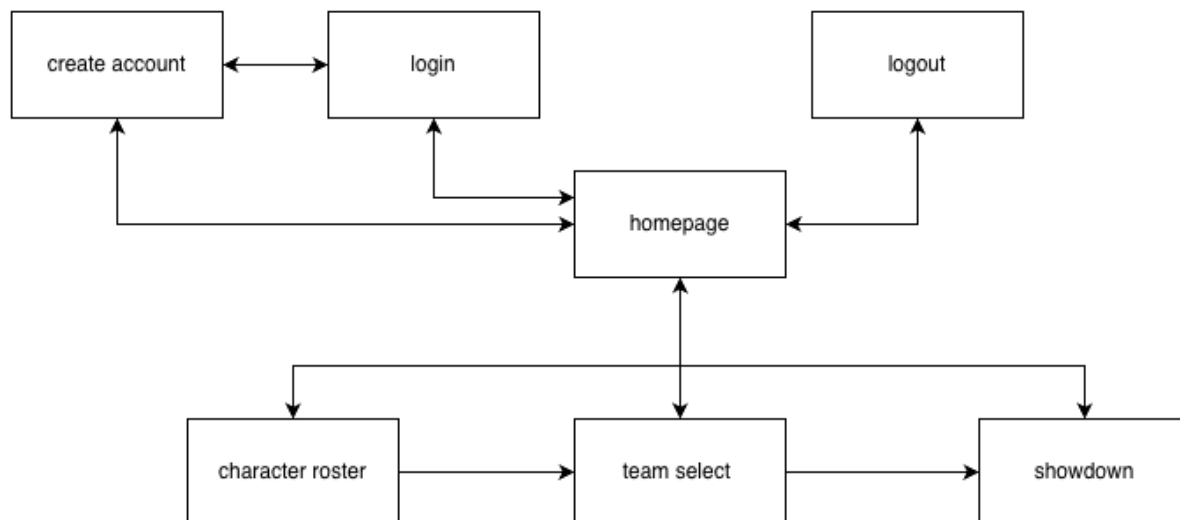 create account
login
logout
homepage
character roster
team select
showdown